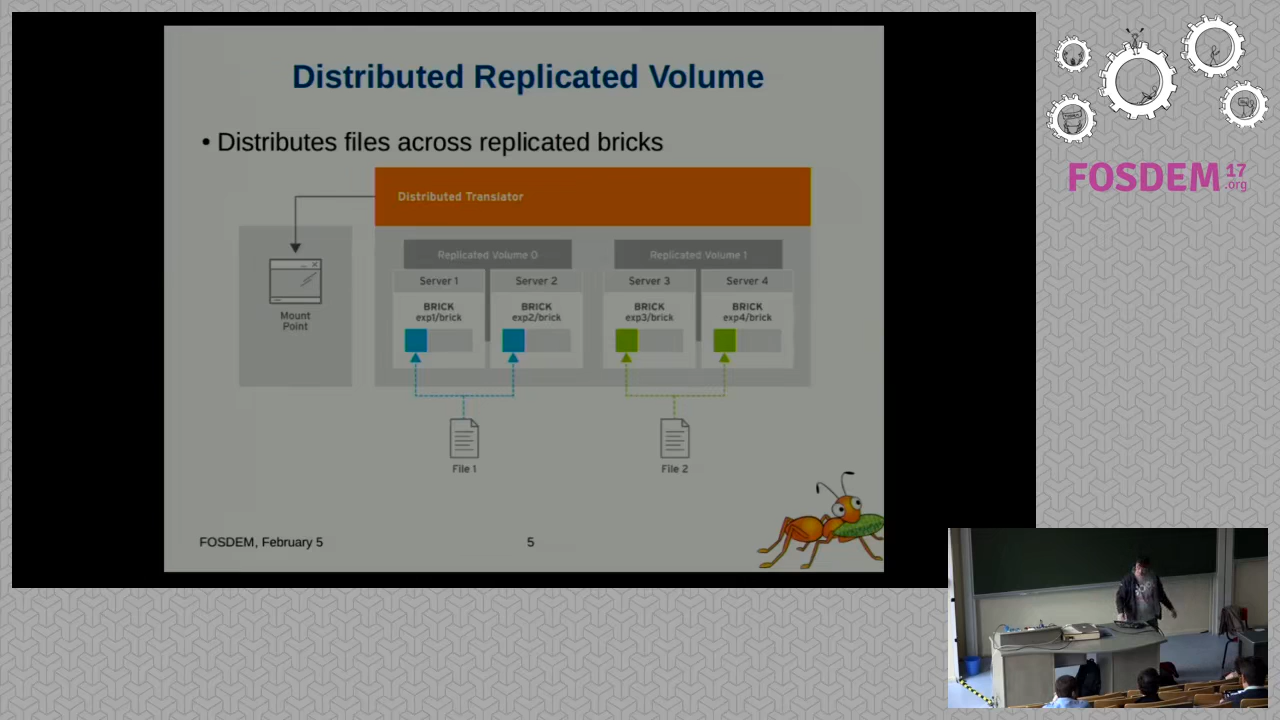 Distributed Replicated Volume
• Distributes files across replicated bricks
Distributed Translator
Replicated Volume 0
Replicated Volume 1
Server 1
Server 2
Server 3
Server 4
BRICK
exp1/brick
BRICK
exp2/brick
BRICK
exp3/brick
BRICK
exp4/brick
Mount
Point
File 1
File 2
FOSDEM, February 5
5
FOSDEM 17
.org